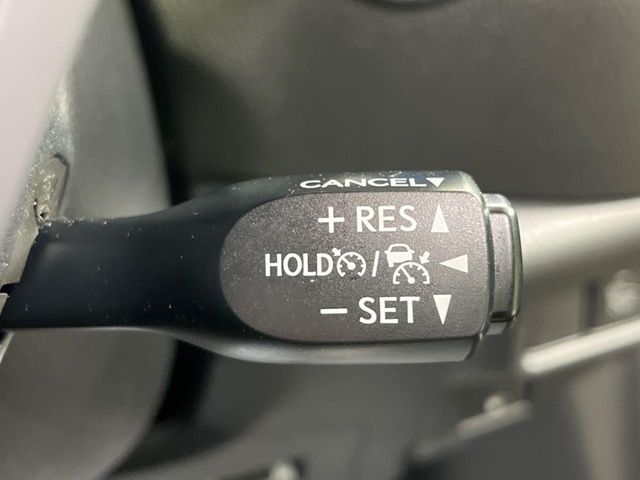 CANCEL▼
+ RES ▲
HOLD / ◀
− SET ▼